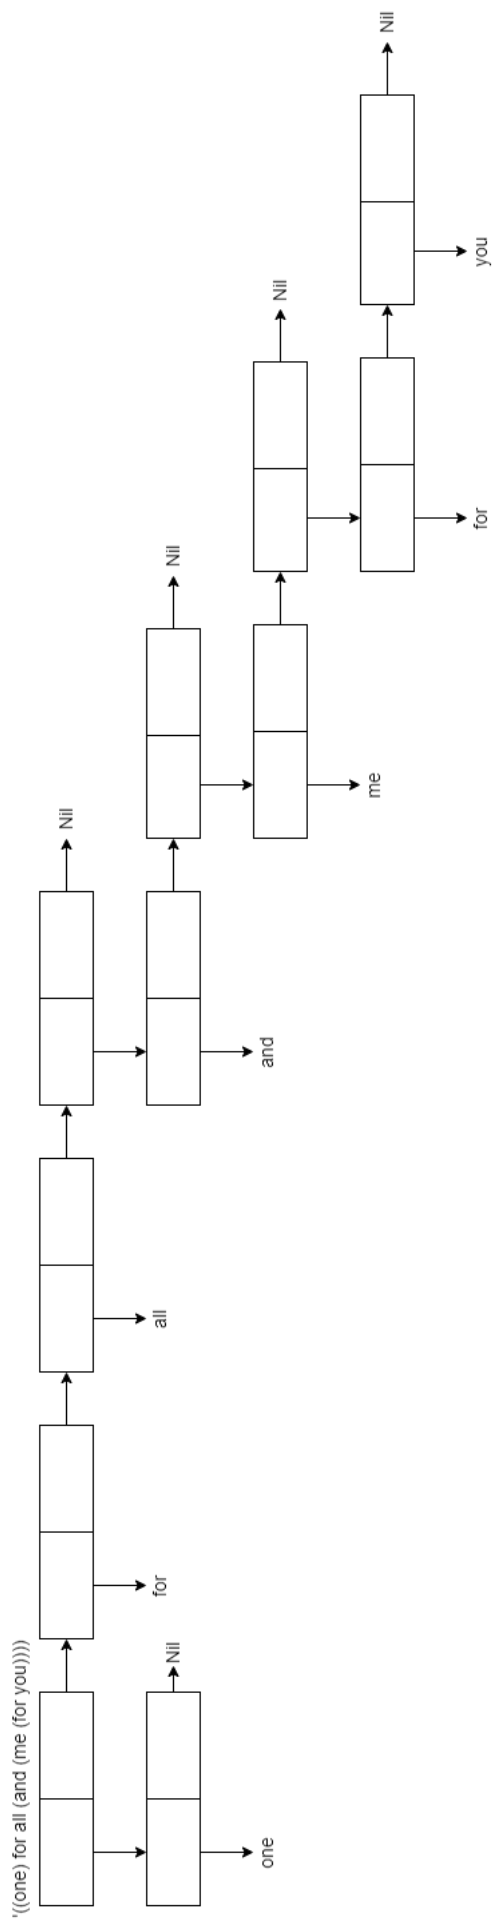 '((one) for all (and (me (for you))))
Nil
for
all
Nil
Nil
one
and
Nil
me
Nil
for
you